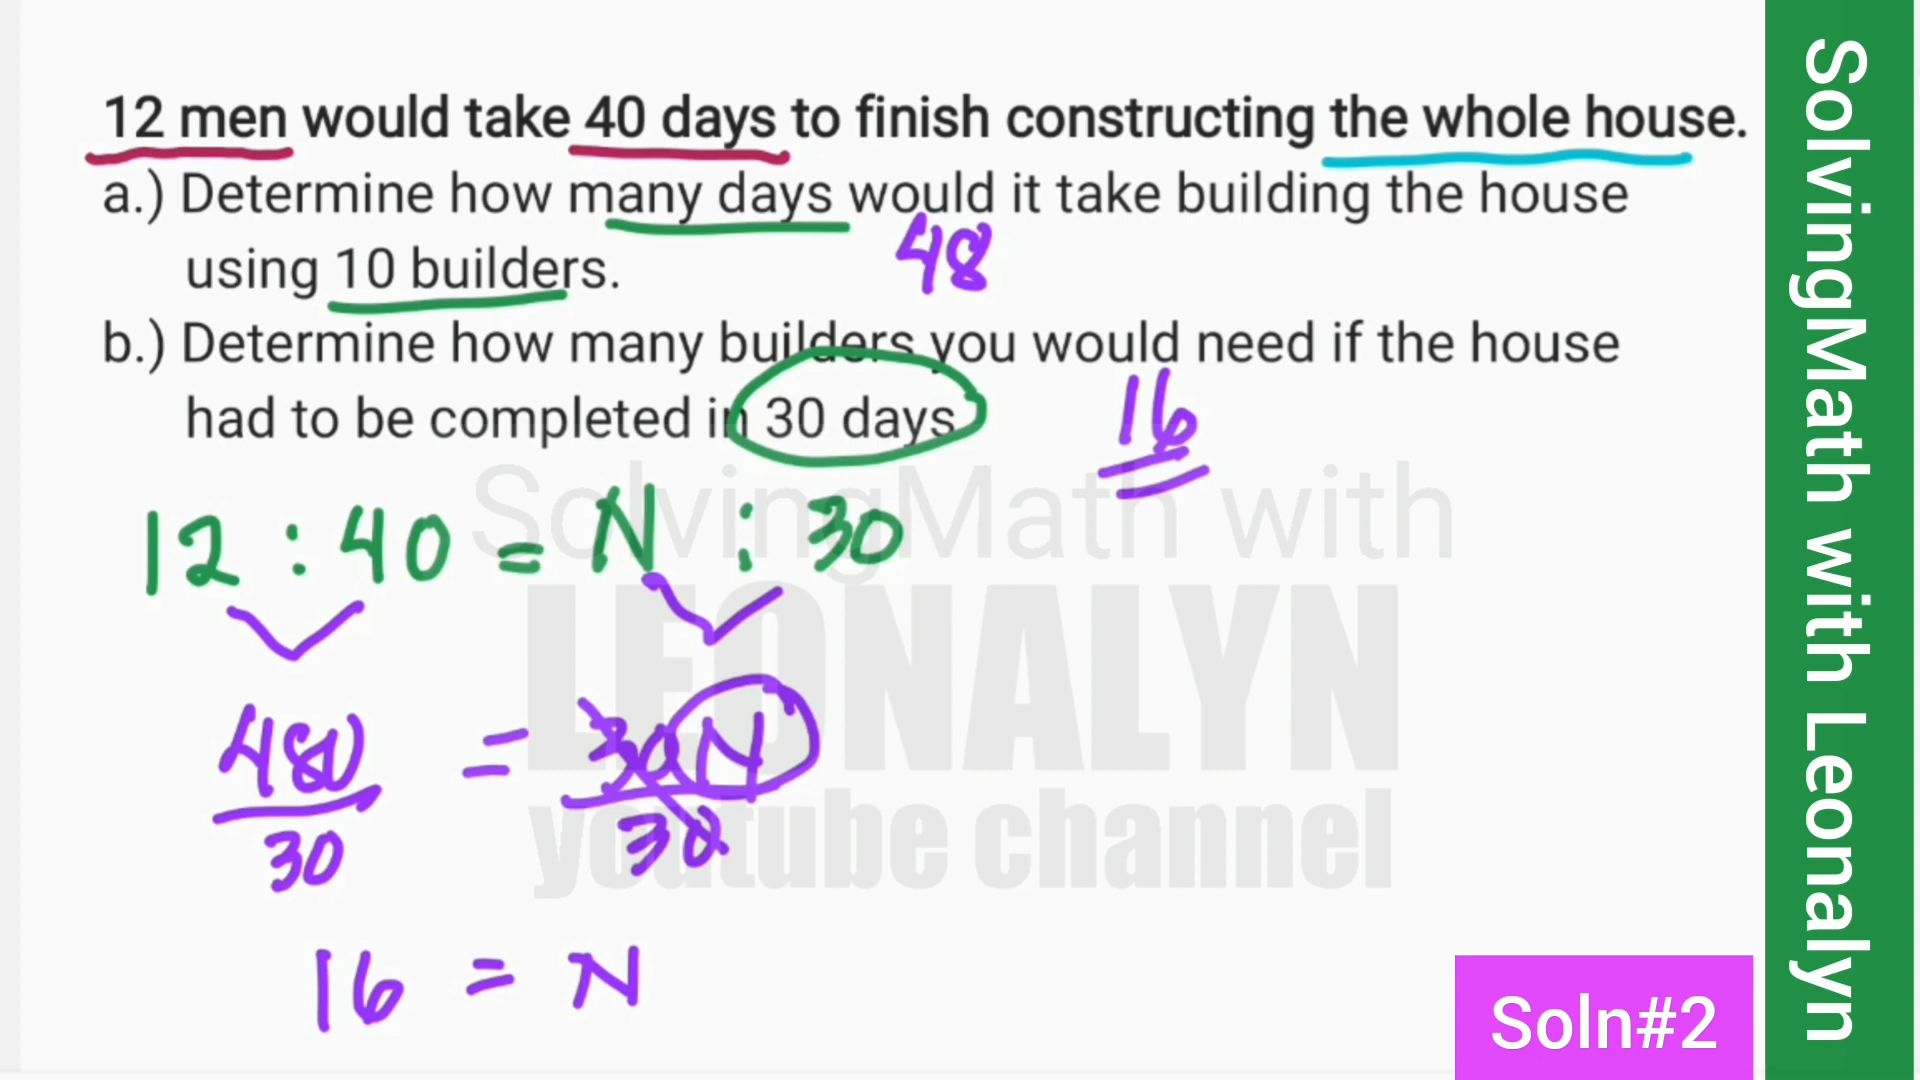 12 men would take 40 days to finish constructing the whole house.
a.) Determine how many days would it take building the house
using 10 builders.
48
b.) Determine how many builders you would need if the house
had to be completed in 30 days
16
12 : 40 = N : 30
480 = 30N
30 30
16 = N
SolvingMath with
LEONALYN
youtube channel
Soln#2
SolvingMath with Leonalyn